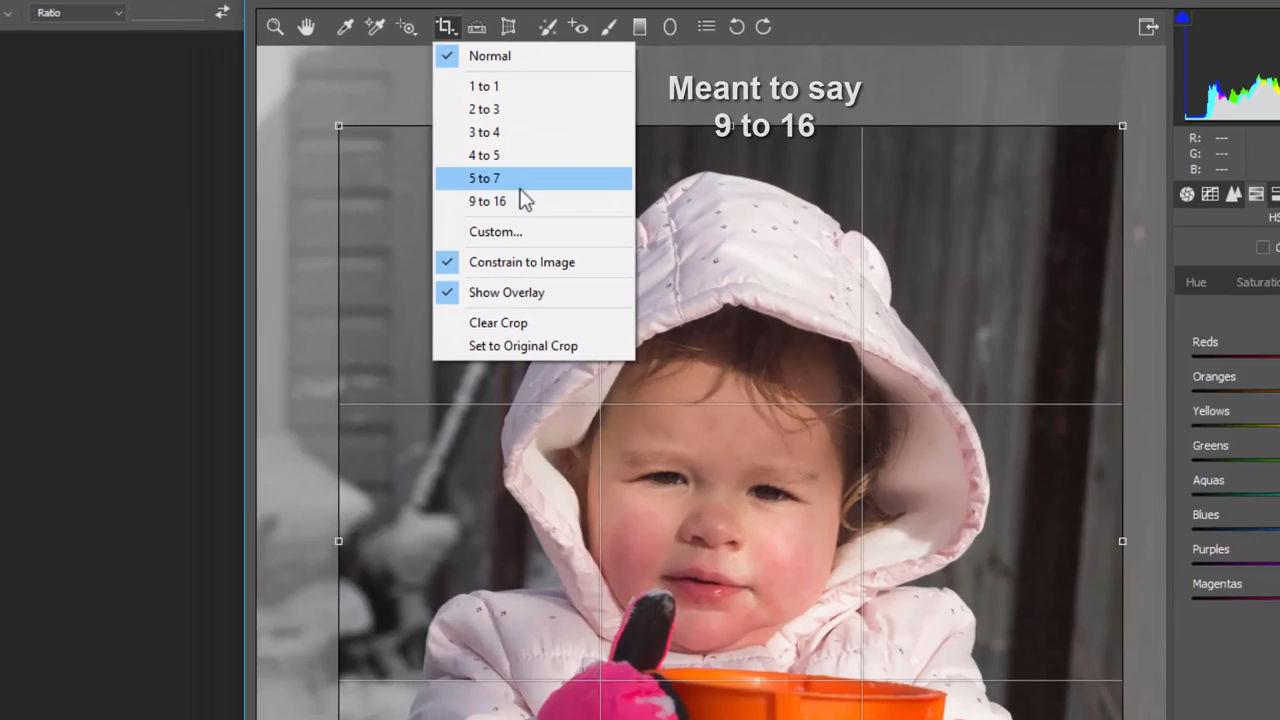 Ratio
Normal
1 to 1
2 to 3
3 to 4
4 to 5
5 to 7
9 to 16
Custom...
Constrain to Image
Show Overlay
Clear Crop
Set to Original Crop
Meant to say
9 to 16
R: ---
G: ---
B: ---
Hue
Reds
Oranges
Yellows
Greens
Aquas
Blues
Purples
Magentas